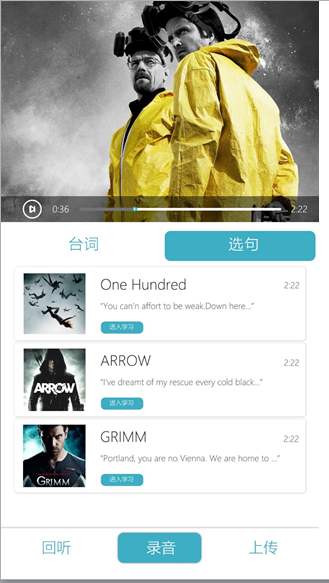 0:36
2:22
台词
选句
One Hundred
2:22
“You can’n affort to be weak.Down here...”
进入学习
ARROW
ARROW
2:22
“I’ve dreamt of my rescue every cold black...”
进入学习
GRIMM
GRIMM
2:22
“Portland, you are no Vienna. We are home to ...”
进入学习
回听
录音
上传